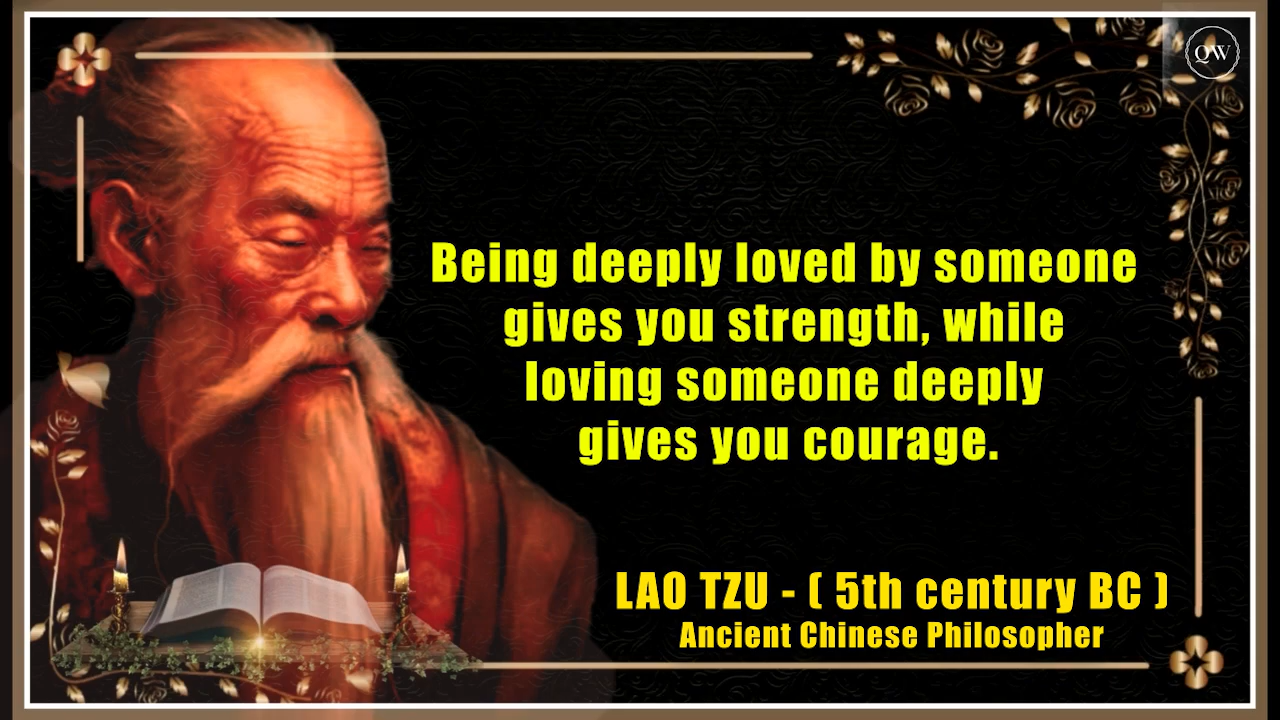 QW
Being deeply loved by someone
gives you strength, while
loving someone deeply
gives you courage.
LAO TZU - ( 5th century BC )
Ancient Chinese Philosopher